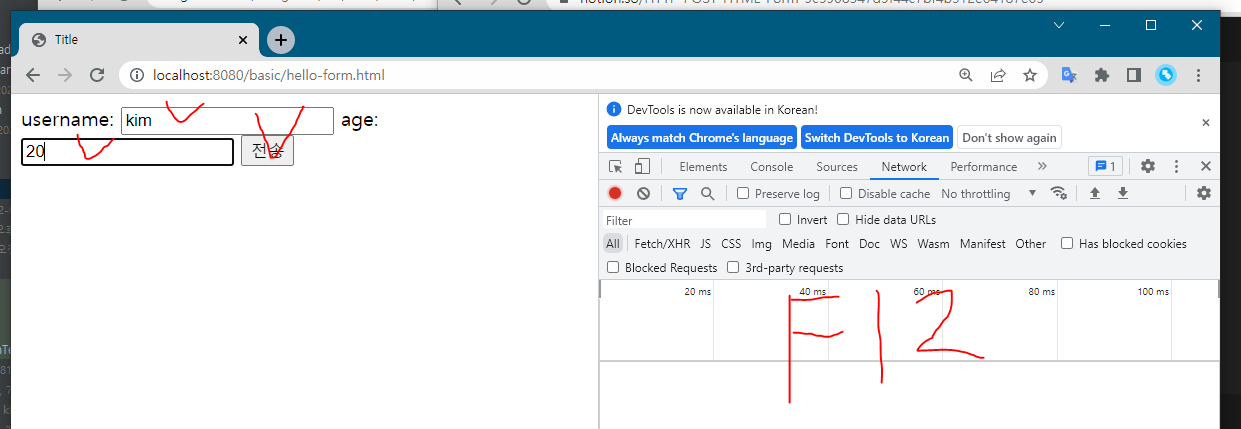 Title
localhost:8080/basic/hello-form.html
username: kim age:
20 전송
DevTools is now available in Korean!
Always match Chrome's language Switch DevTools to Korean Don't show again
Elements Console Sources Network Performance 1
Preserve log Disable cache No throttling
Filter Invert Hide data URLs
All Fetch/XHR JS CSS Img Media Font Doc WS Wasm Manifest Other Has blocked cookies
Blocked Requests 3rd-party requests
20 ms 40 ms 60 ms 80 ms 100 ms
F12